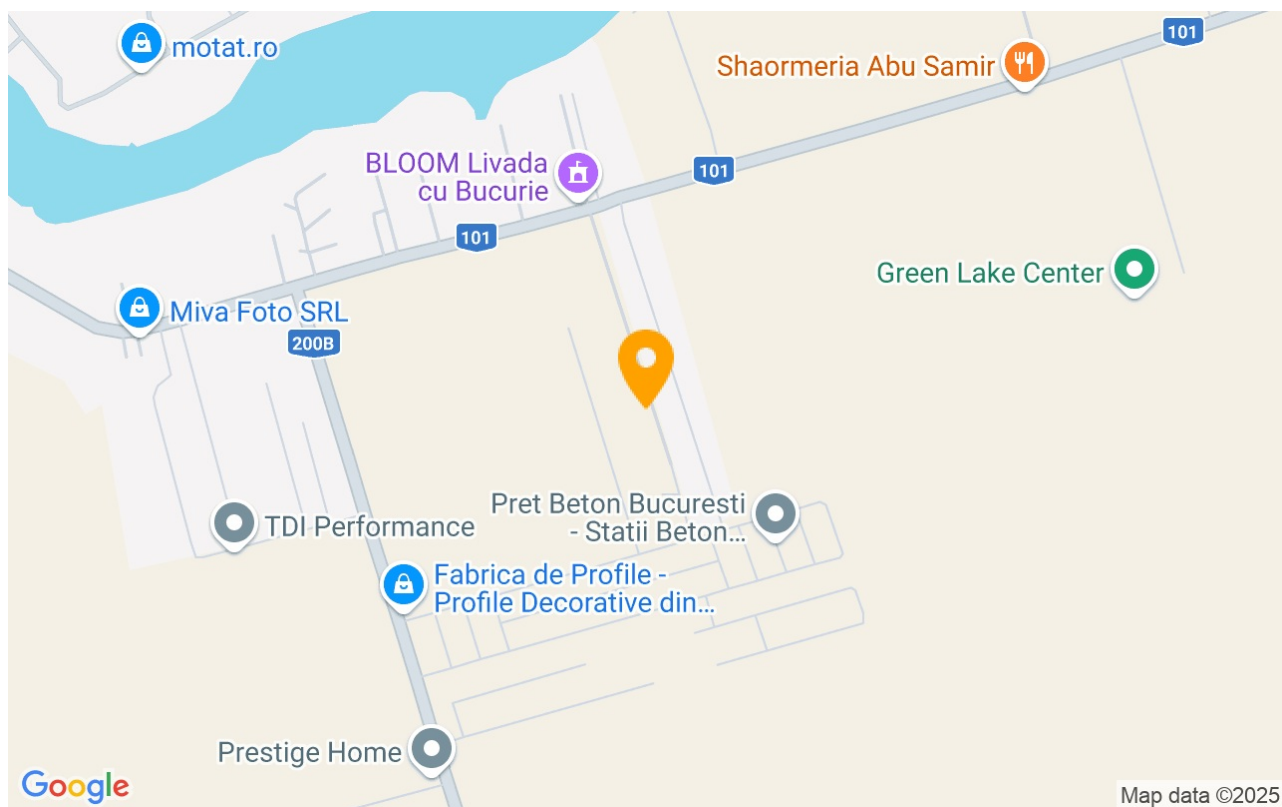 motat.ro
101
Shaormeria Abu Samir
BLOOM Livada
cu Bucurie
101
101
Green Lake Center
Miva Foto SRL
200B
Pret Beton Bucuresti
- Statii Beton...
TDI Performance
Fabrica de Profile -
Profile Decorative din...
Prestige Home
Google
Map data ©2025